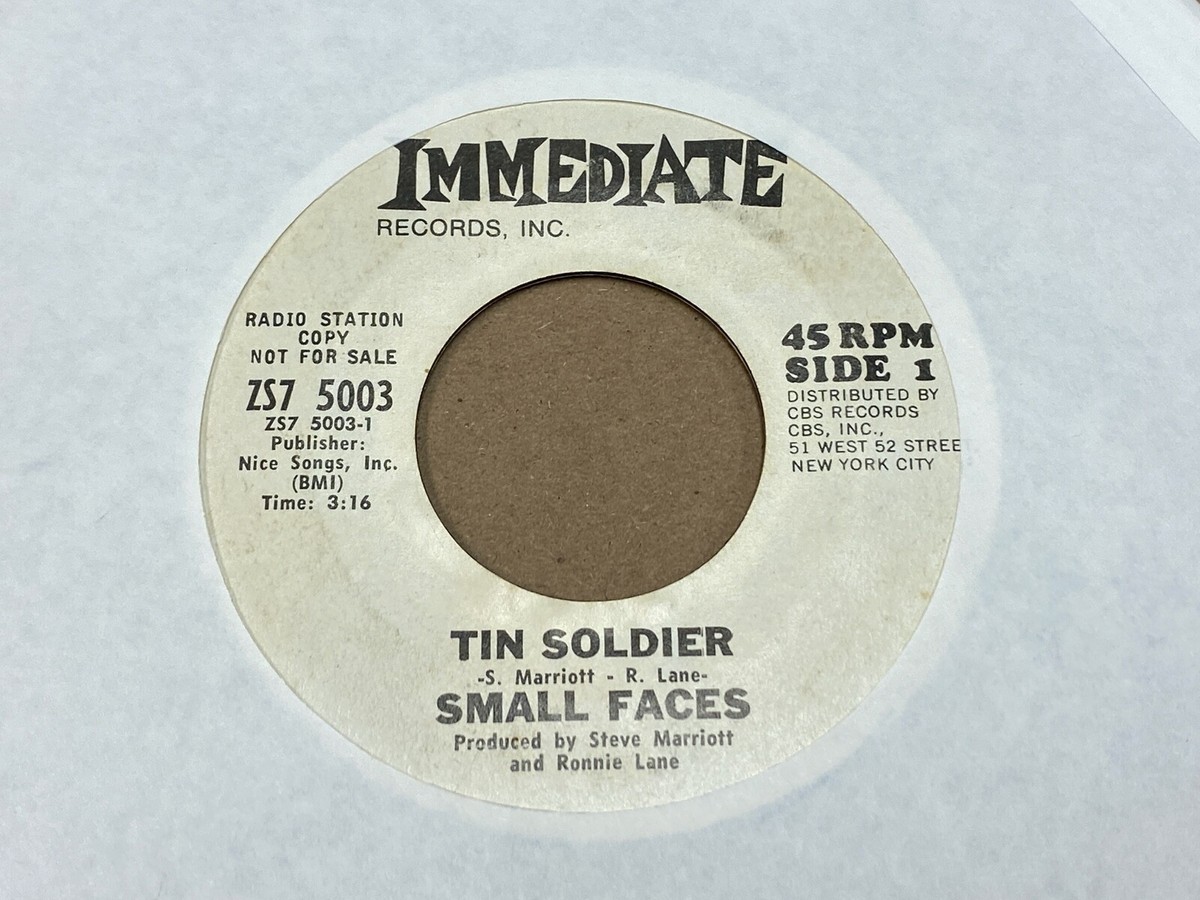 IMMEDIATE
RECORDS, INC.
RADIO STATION
COPY
NOT FOR SALE
ZS7 5003
ZS7 5003-1
Publisher:
Nice Songs, Inc.
(BMI)
Time: 3:16
45 RPM
SIDE 1
DISTRIBUTED BY
CBS RECORDS
CBS, INC.,
51 WEST 52 STREE
NEW YORK CITY
TIN SOLDIER
-S. Marriott - R. Lane-
SMALL FACES
Produced by Steve Marriott
and Ronnie Lane